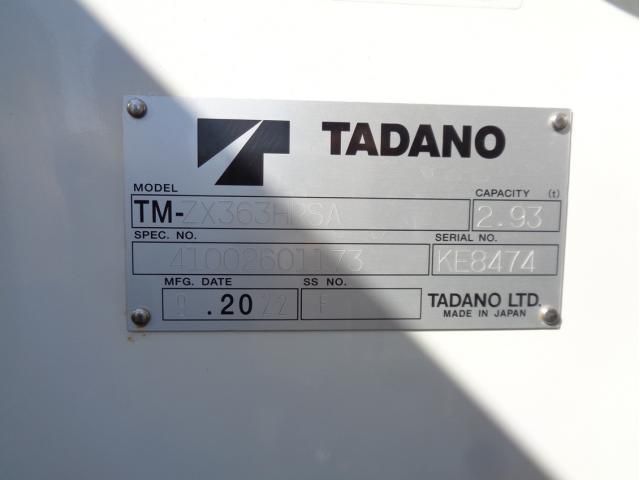 TADANO
MODEL CAPACITY (t)
TM-ZX363HRSA 2.93
SPEC. NO. SERIAL NO.
41002601173 KE8474
MFG. DATE SS NO.
.20 F
TADANO LTD.
MADE IN JAPAN